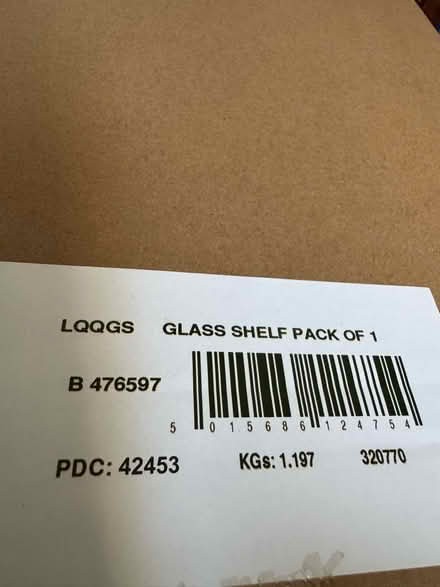 LQQGS GLASS SHELF PACK OF 1
B 476597
5 015686 124754
PDC: 42453 KGs: 1.197 320770